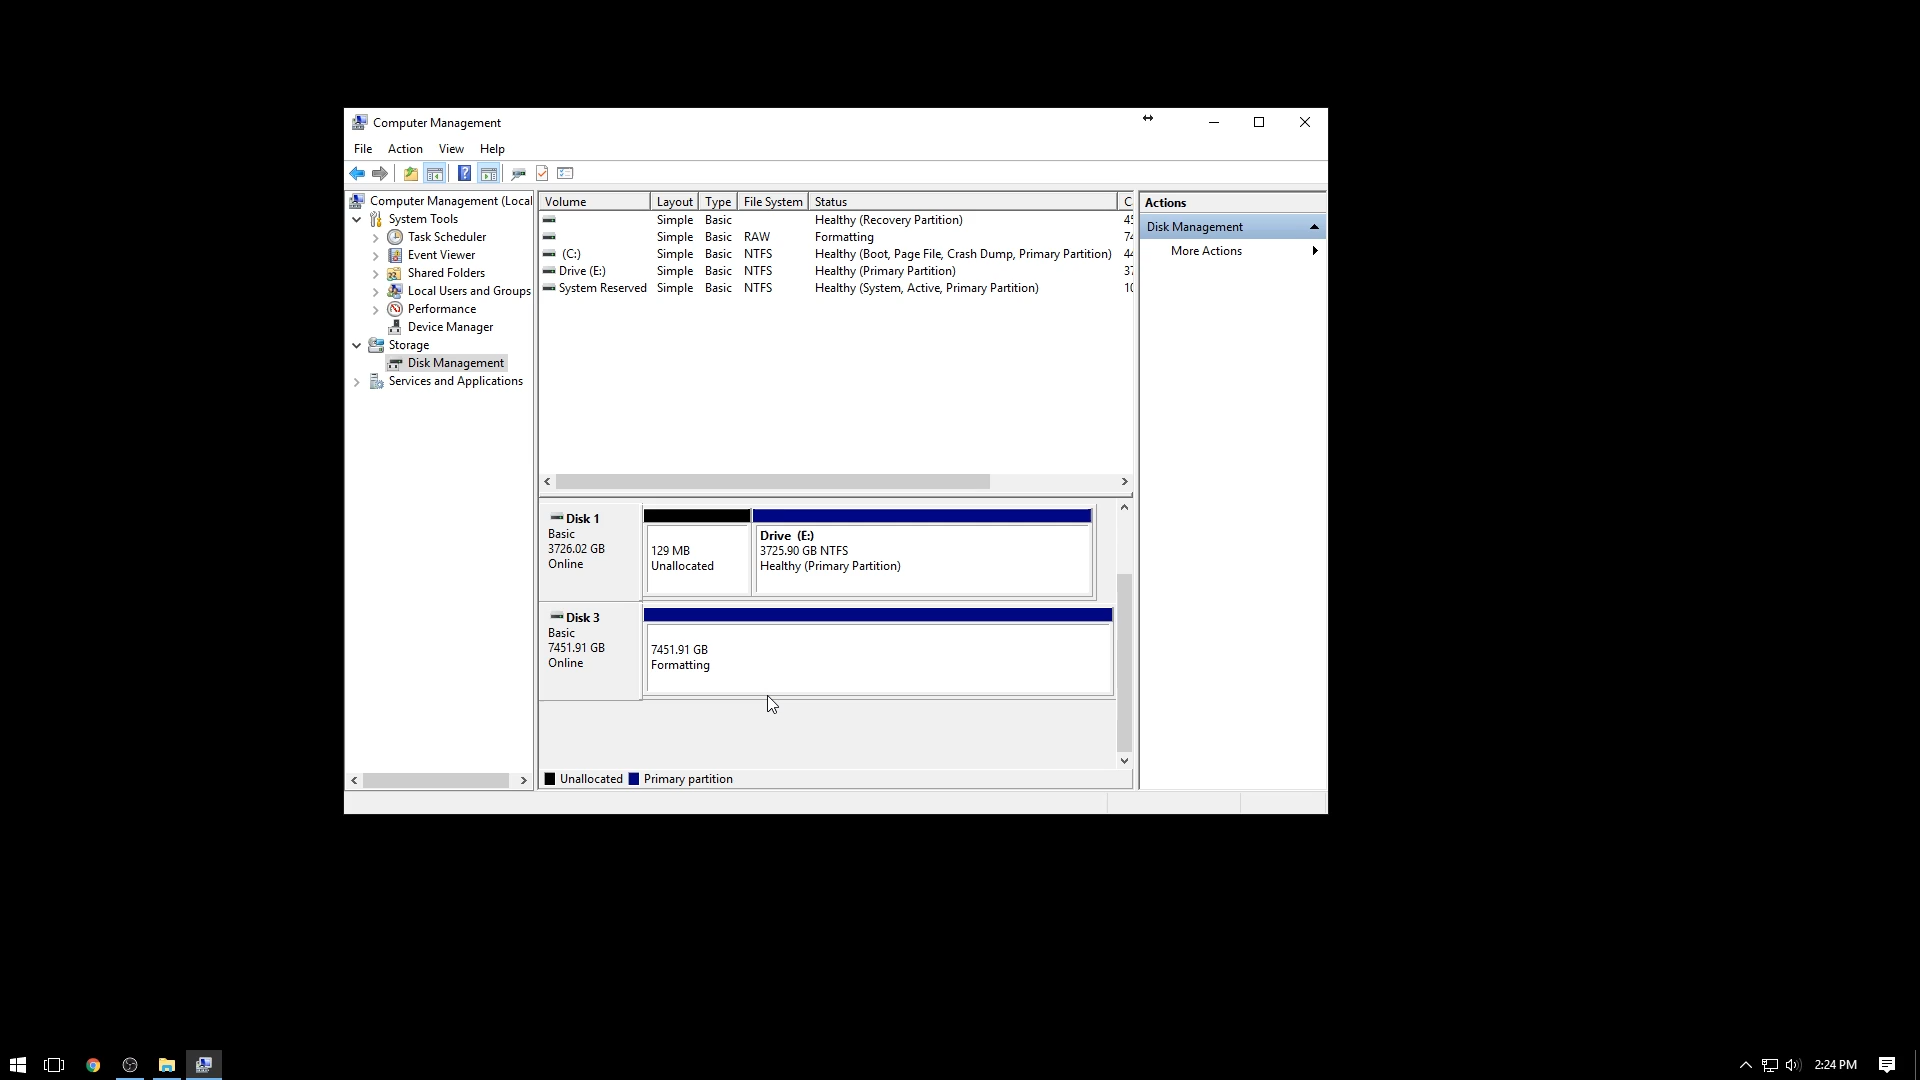 Computer Management
File Action View Help
Computer Management (Local
System Tools
Task Scheduler
Event Viewer
Shared Folders
Local Users and Groups
Performance
Device Manager
Storage
Disk Management
Services and Applications
Volume Layout Type File System Status C
Simple Basic Healthy (Recovery Partition) 45
Simple Basic RAW Formatting 74
(C:) Simple Basic NTFS Healthy (Boot, Page File, Crash Dump, Primary Partition) 44
Drive (E:) Simple Basic NTFS Healthy (Primary Partition) 37
System Reserved Simple Basic NTFS Healthy (System, Active, Primary Partition) 10
Disk 1
Basic
3726.02 GB
Online
129 MB
Unallocated
Drive (E:)
3725.90 GB NTFS
Healthy (Primary Partition)
Disk 3
Basic
7451.91 GB
Online
7451.91 GB
Formatting
Unallocated Primary partition
Actions
Disk Management
More Actions
2:24 PM